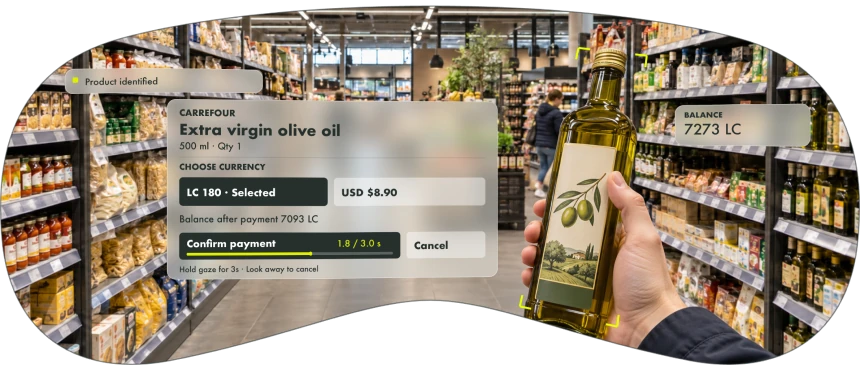 Product identified
CARREFOUR
Extra virgin olive oil
500 ml · Qty 1
CHOOSE CURRENCY
LC 180 · Selected
USD $8.90
Balance after payment 7093 LC
Confirm payment
1.8 / 3.0 s
Cancel
Hold gaze for 3s · Look away to cancel
BALANCE
7273 LC